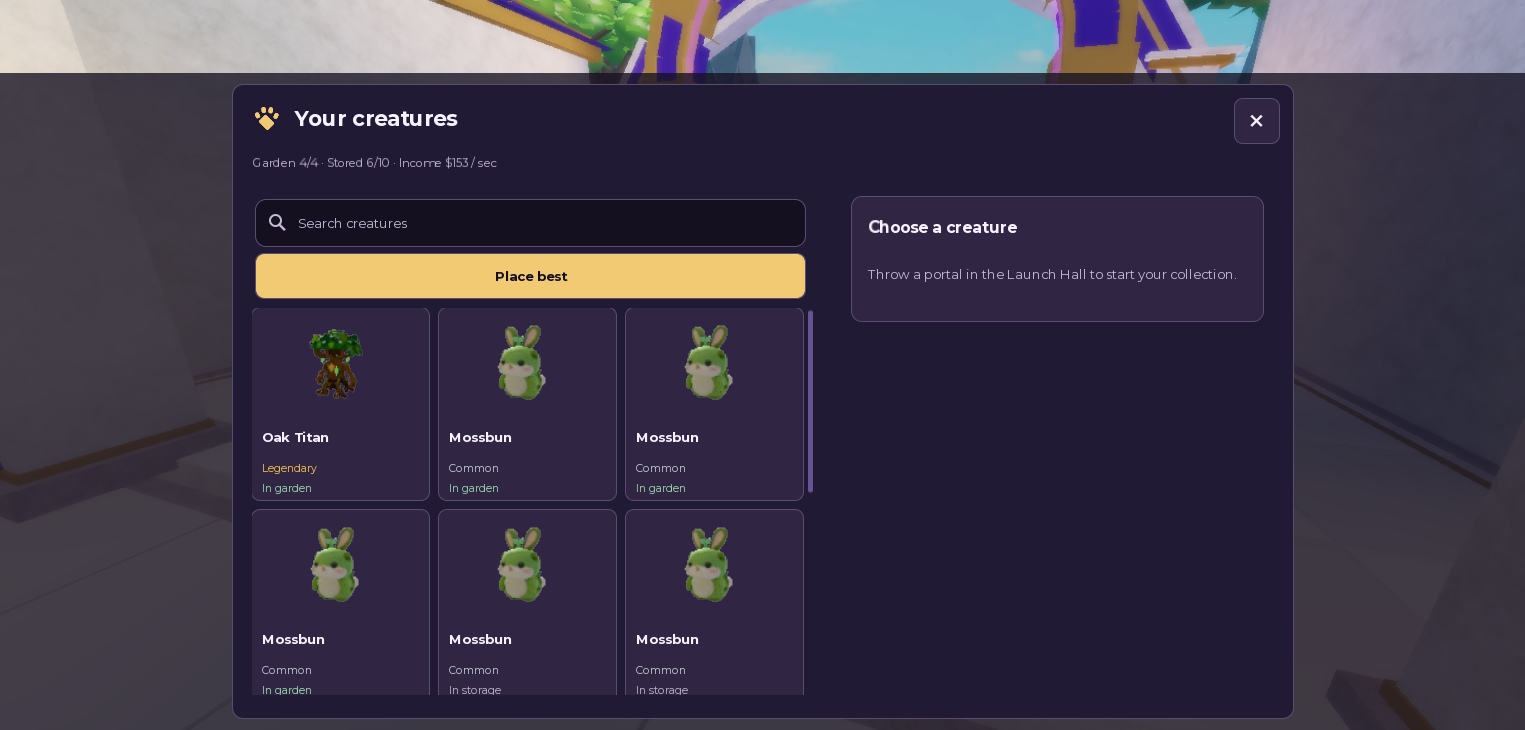 Your creatures
×
Garden 4/4 · Stored 6/10 · Income $153 / sec
Search creatures
Place best
Choose a creature
Throw a portal in the Launch Hall to start your collection.
Oak Titan
Legendary
In garden
Mossbun
Common
In garden
Mossbun
Common
In garden
Mossbun
Common
In garden
Mossbun
Common
In storage
Mossbun
Common
In storage